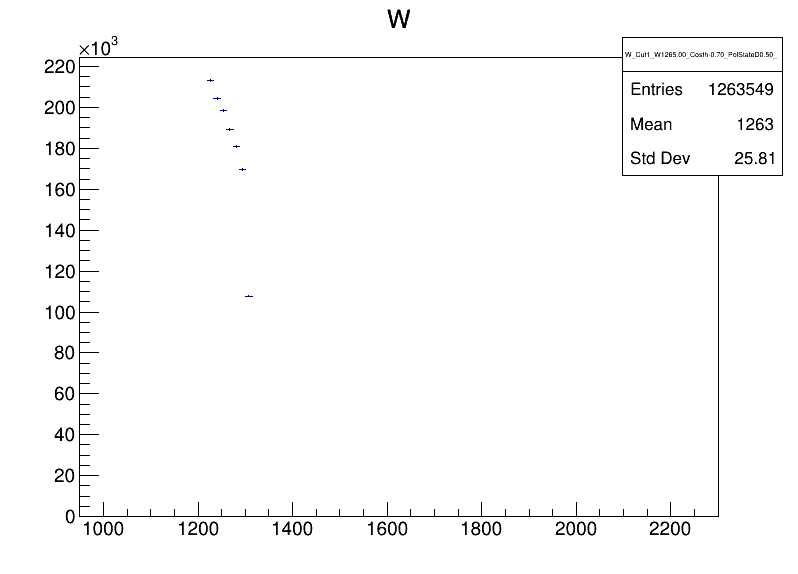 W
×10³
W_Cut1_W1265.00_Costh-0.70_PolStateD0.50_
Entries 1263549
Mean 1263
Std Dev 25.81
220
200
180
160
140
120
100
80
60
40
20
0
1000 1200 1400 1600 1800 2000 2200